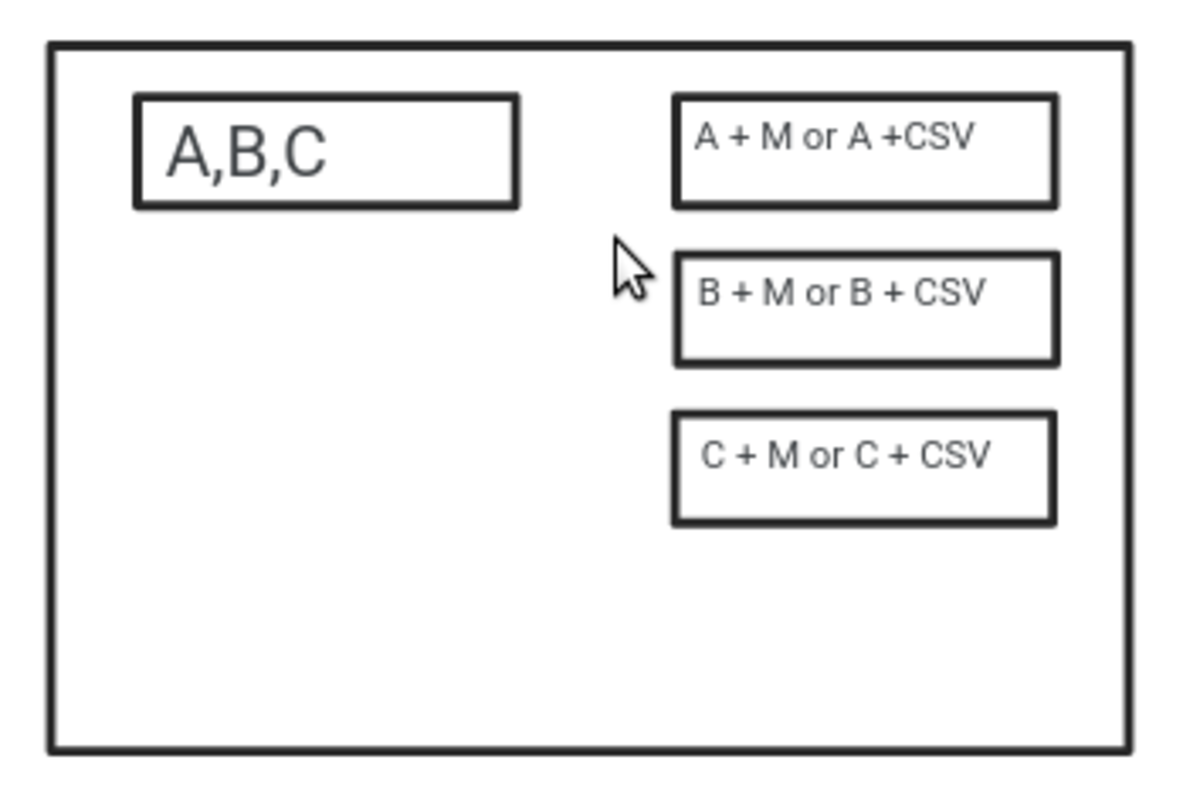 A,B,C
A + M or A +CSV
B + M or B + CSV
C + M or C + CSV